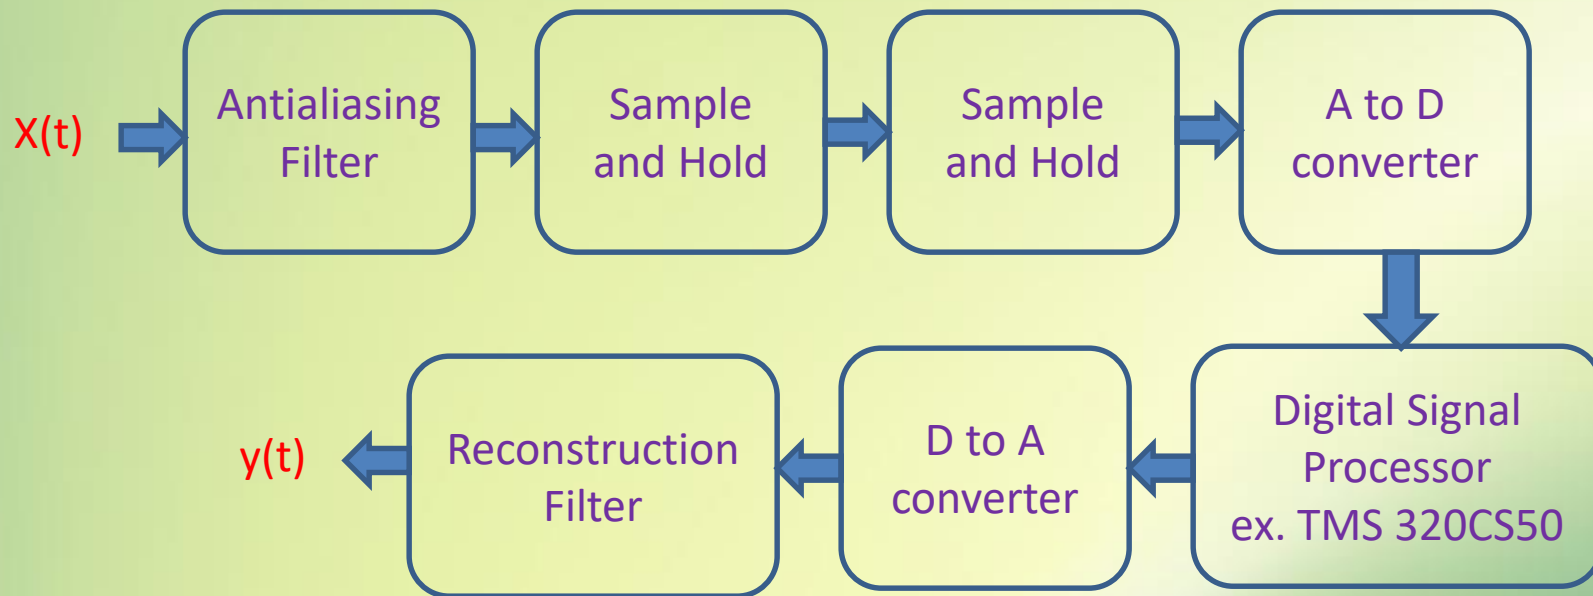 X(t)
Antialiasing
Filter
Sample
and Hold
Sample
and Hold
A to D
converter
Digital Signal
Processor
ex. TMS 320CS50
D to A
converter
Reconstruction
Filter
y(t)